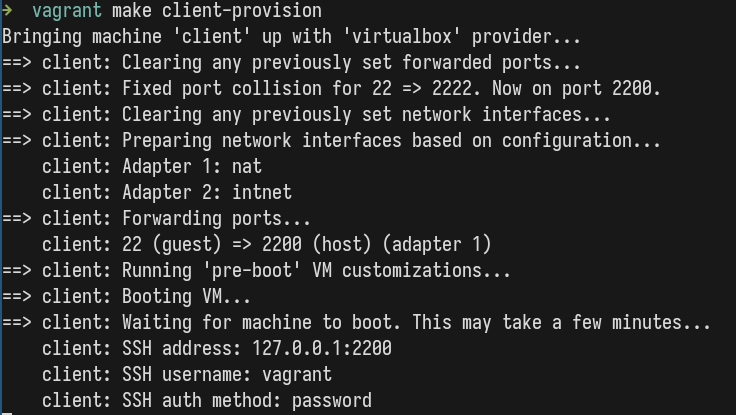 ➜  vagrant make client-provision
Bringing machine 'client' up with 'virtualbox' provider...
==> client: Clearing any previously set forwarded ports...
==> client: Fixed port collision for 22 => 2222. Now on port 2200.
==> client: Clearing any previously set network interfaces...
==> client: Preparing network interfaces based on configuration...
    client: Adapter 1: nat
    client: Adapter 2: intnet
==> client: Forwarding ports...
    client: 22 (guest) => 2200 (host) (adapter 1)
==> client: Running 'pre-boot' VM customizations...
==> client: Booting VM...
==> client: Waiting for machine to boot. This may take a few minutes...
    client: SSH address: 127.0.0.1:2200
    client: SSH username: vagrant
    client: SSH auth method: password